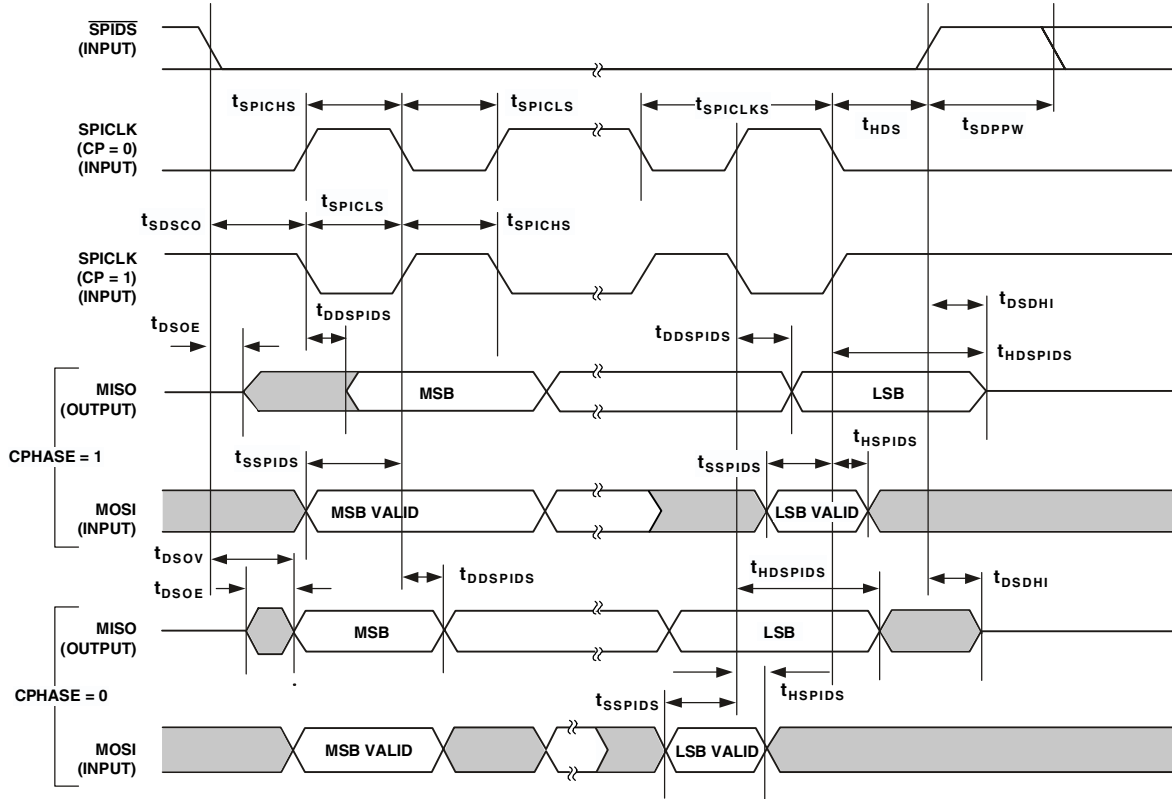 SPIDS
(INPUT)
tSPICHS
tSPICLS
tSPICLKS
tHDS
tSDPPW
SPICLK
(CP = 0)
(INPUT)
tSDSCO
tSPICLS
tSPICHS
SPICLK
(CP = 1)
(INPUT)
tDSOE
tDDSPIDS
tDDSPIDS
tDSDHI
tHDSPIDS
CPHASE = 1
MISO
(OUTPUT)
MSB
LSB
tSSPIDS
tSSPIDS
tHSPIDS
MOSI
(INPUT)
MSB VALID
LSB VALID
tDSOV
tDSOE
tDDSPIDS
tHDSPIDS
tDSDHI
CPHASE = 0
MISO
(OUTPUT)
MSB
LSB
tSSPIDS
tHSPIDS
MOSI
(INPUT)
MSB VALID
LSB VALID